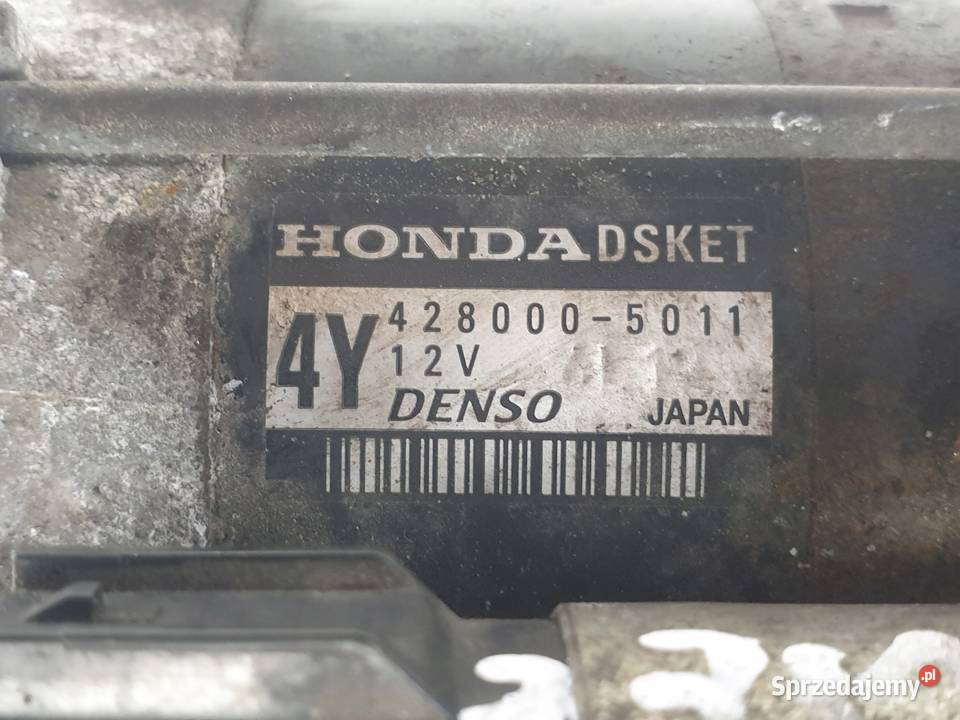 HONDA DSKET
4Y
428000-5011
12V
DENSO JAPAN
Sprzedajemy.pl